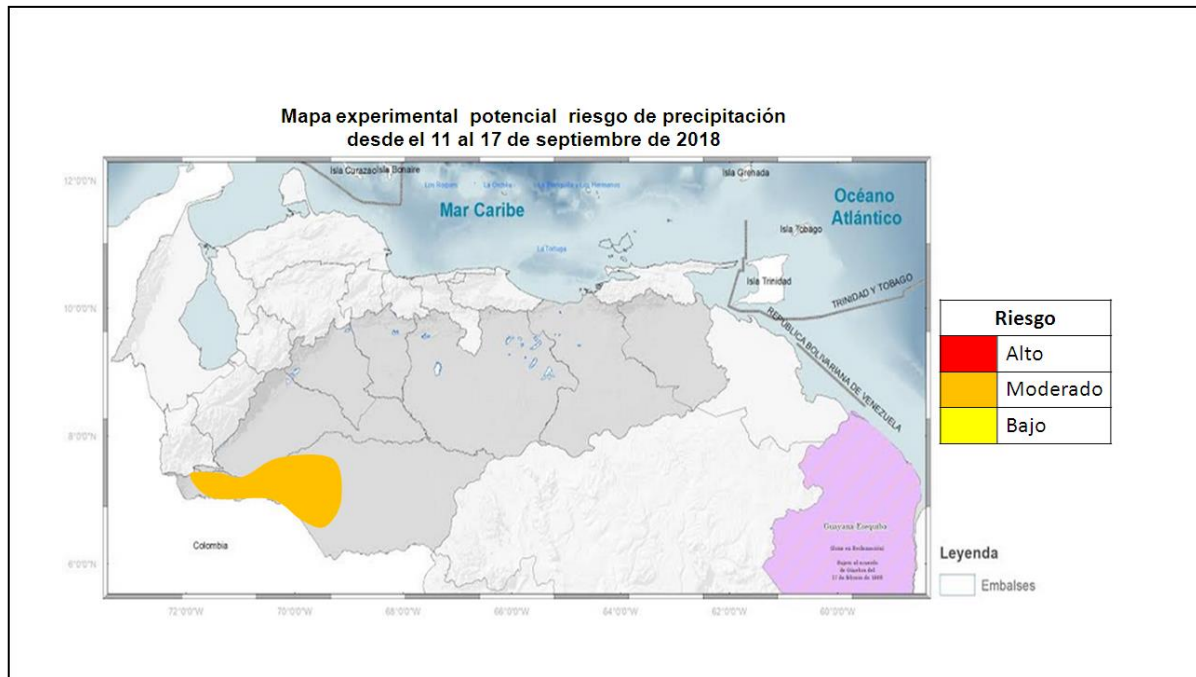 Mapa experimental potencial riesgo de precipitación
desde el 11 al 17 de septiembre de 2018
12°0'0"N
10°0'0"N
8°0'0"N
6°0'0"N
Isla Curazao
Isla Bonaire
Los Roques
La Orchila
Isla Grenada
Mar Caribe
Océano
Atlántico
La Tortuga
Isla Tobago
Isla Trinidad
TRINIDAD Y TOBAGO
REPÚBLICA BOLIVARIANA DE VENEZUELA
Colombia
Guayana Esequiba
72°0'0"W
70°0'0"W
68°0'0"W
66°0'0"W
64°0'0"W
62°0'0"W
60°0'0"W
Riesgo
Alto
Moderado
Bajo
Leyenda
Embalses